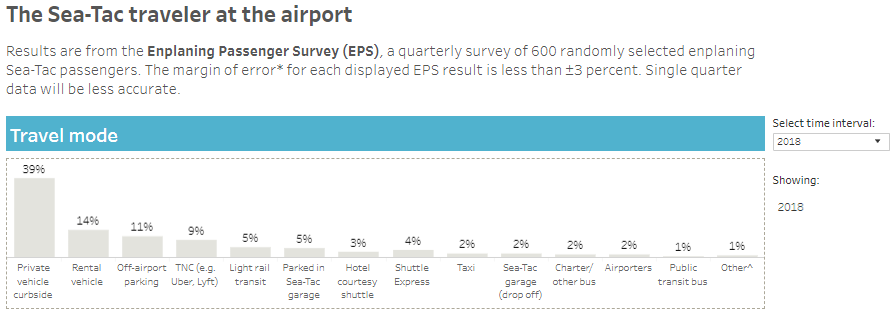 The Sea-Tac traveler at the airport
Results are from the Enplaning Passenger Survey (EPS), a quarterly survey of 600 randomly selected enplaning
Sea-Tac passengers. The margin of error* for each displayed EPS result is less than ±3 percent. Single quarter
data will be less accurate.
Travel mode
Select time interval:
2018
Showing:
2018
39%
14%
11%
9%
5%
5%
3%
4%
2%
2%
2%
2%
1%
1%
Private
vehicle
curbside
Rental
vehicle
Off-airport
parking
TNC (e.g.
Uber, Lyft)
Light rail
transit
Parked in
Sea-Tac
garage
Hotel
courtesy
shuttle
Shuttle
Express
Taxi
Sea-Tac
garage
(drop off)
Charter/
other bus
Airporters
Public
transit bus
Other^